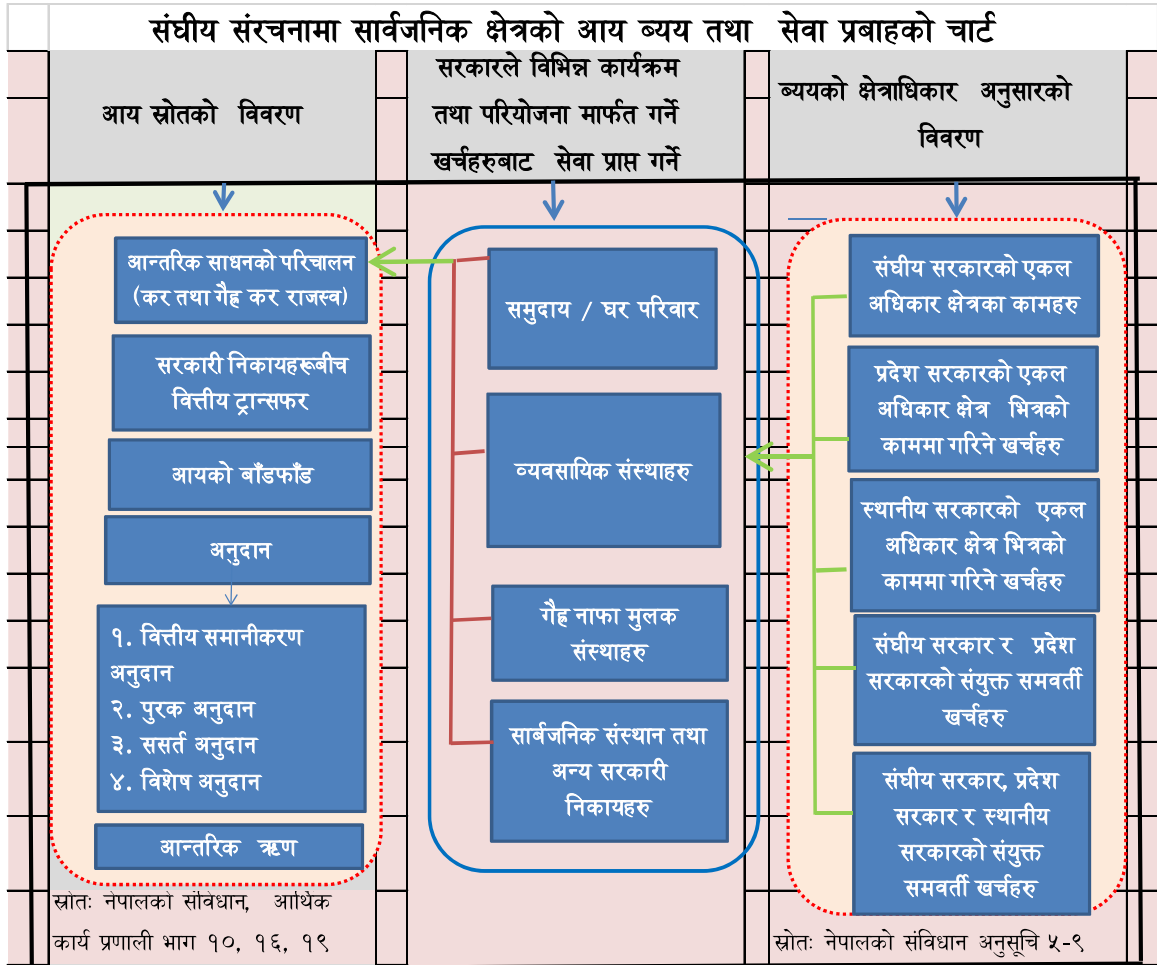 संघीय संरचनामा सार्वजनिक क्षेत्रको आय ब्यय तथा सेवा प्रबाहको चार्ट
आय स्रोतको विवरण
सरकारले विभिन्न कार्यक्रम
तथा परियोजना मार्फत गर्ने
खर्चहरुबाट सेवा प्राप्त गर्ने
ब्ययको क्षेत्राधिकार अनुसारको
विवरण
आन्तरिक साधनको परिचालन
(कर तथा गैह्र कर राजस्व)
सरकारी निकायहरूबीच
वित्तीय ट्रान्सफर
आयको बाँडफाँड
अनुदान
१. वित्तीय समानीकरण
अनुदान
२. पुरक अनुदान
३. ससर्त अनुदान
४. विशेष अनुदान
आन्तरिक ऋण
स्रोतः नेपालको संविधान, आर्थिक
कार्य प्रणाली भाग १०, १६, १९
समुदाय / घर परिवार
व्यवसायिक संस्थाहरु
गैह्र नाफा मुलक
संस्थाहरु
सार्बजनिक संस्थान तथा
अन्य सरकारी
निकायहरु
संघीय सरकारको एकल
अधिकार क्षेत्रका कामहरु
प्रदेश सरकारको एकल
अधिकार क्षेत्र भित्रको
काममा गरिने खर्चहरु
स्थानीय सरकारको एकल
अधिकार क्षेत्र भित्रको
काममा गरिने खर्चहरु
संघीय सरकार र प्रदेश
सरकारको संयुक्त समवर्ती
खर्चहरु
संघीय सरकार, प्रदेश
सरकार र स्थानीय
सरकारको संयुक्त
समवर्ती खर्चहरु
स्रोतः नेपालको संविधान अनुसूचि ५-९